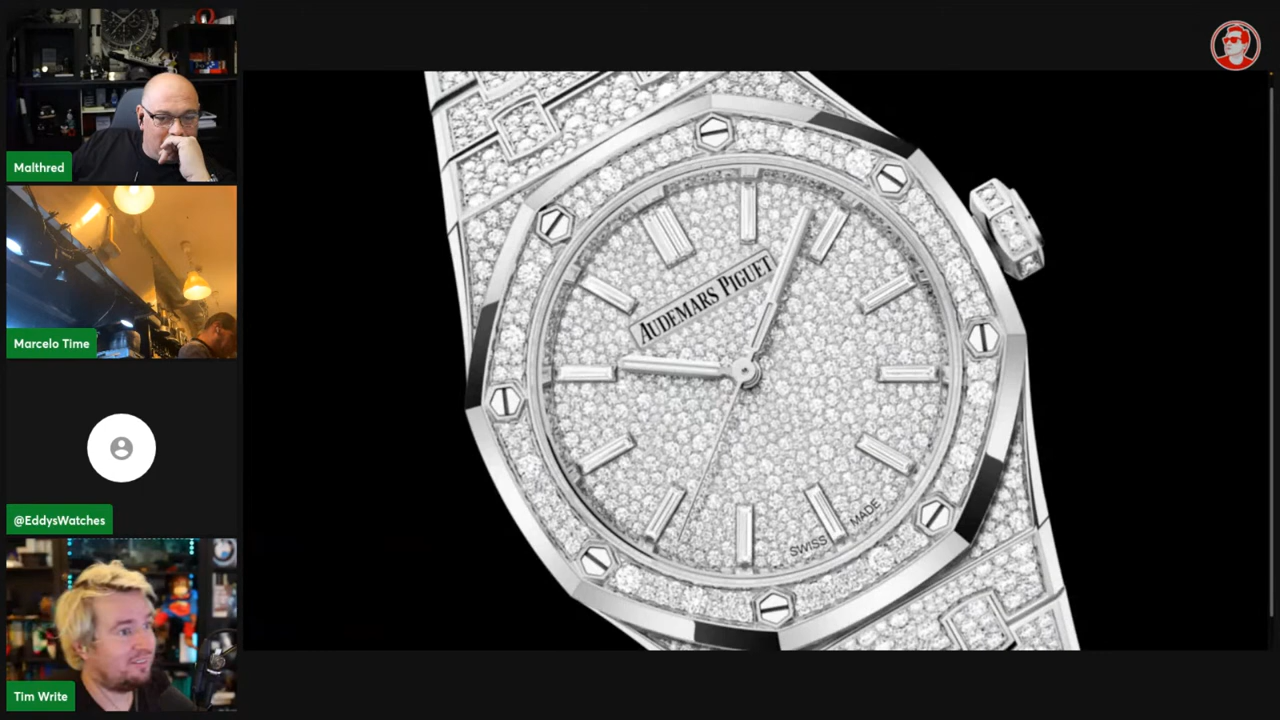 Malthred
Marcelo Time
@EddysWatches
Tim Write
AUDEMARS PIGUET
SWISS MADE